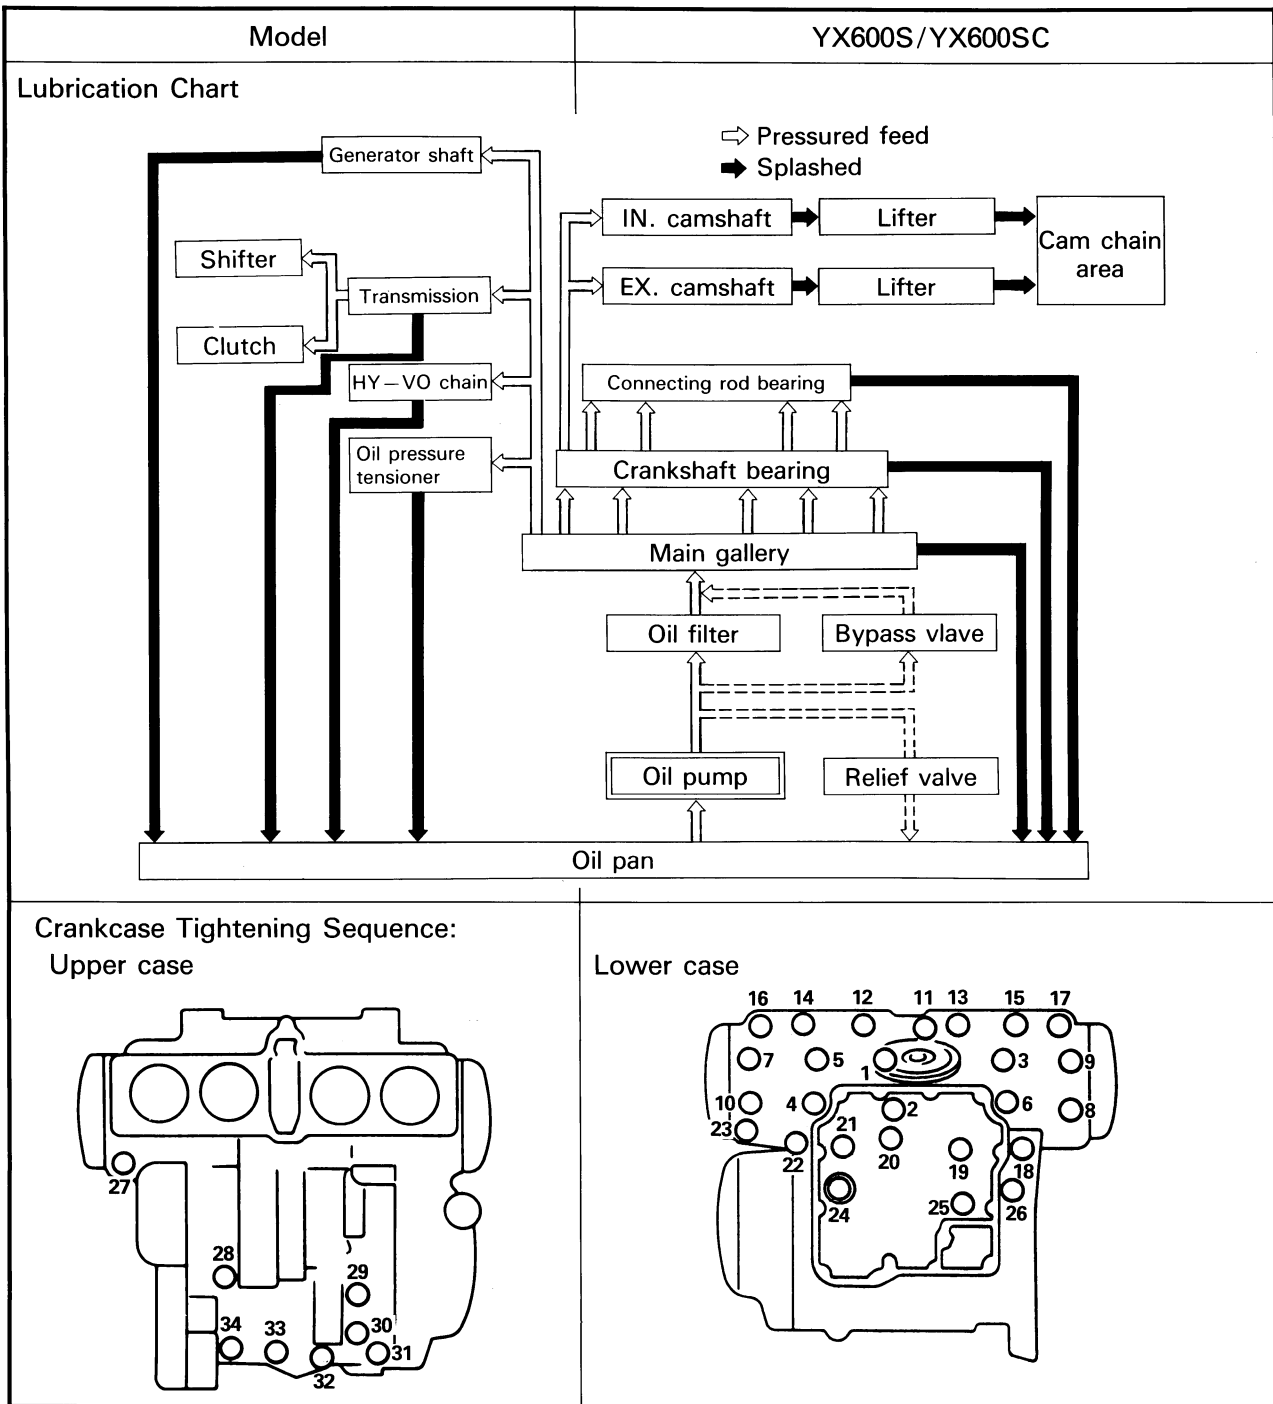 Model
YX600S/YX600SC
Lubrication Chart
Pressured feed
Splashed
Generator shaft
IN. camshaft
Lifter
Cam chain
area
Shifter
EX. camshaft
Lifter
Transmission
Clutch
HY–VO chain
Connecting rod bearing
Oil pressure
tensioner
Crankshaft bearing
Main gallery
Oil filter
Bypass vlave
Oil pump
Relief valve
Oil pan
Crankcase Tightening Sequence:
Upper case
27
28
29
34
33
30
31
32
Lower case
16 14 12 11 13 15 17
7 5 1 3 9
10 4 2 6 8
23 22 21 20 19 18
24 25 26